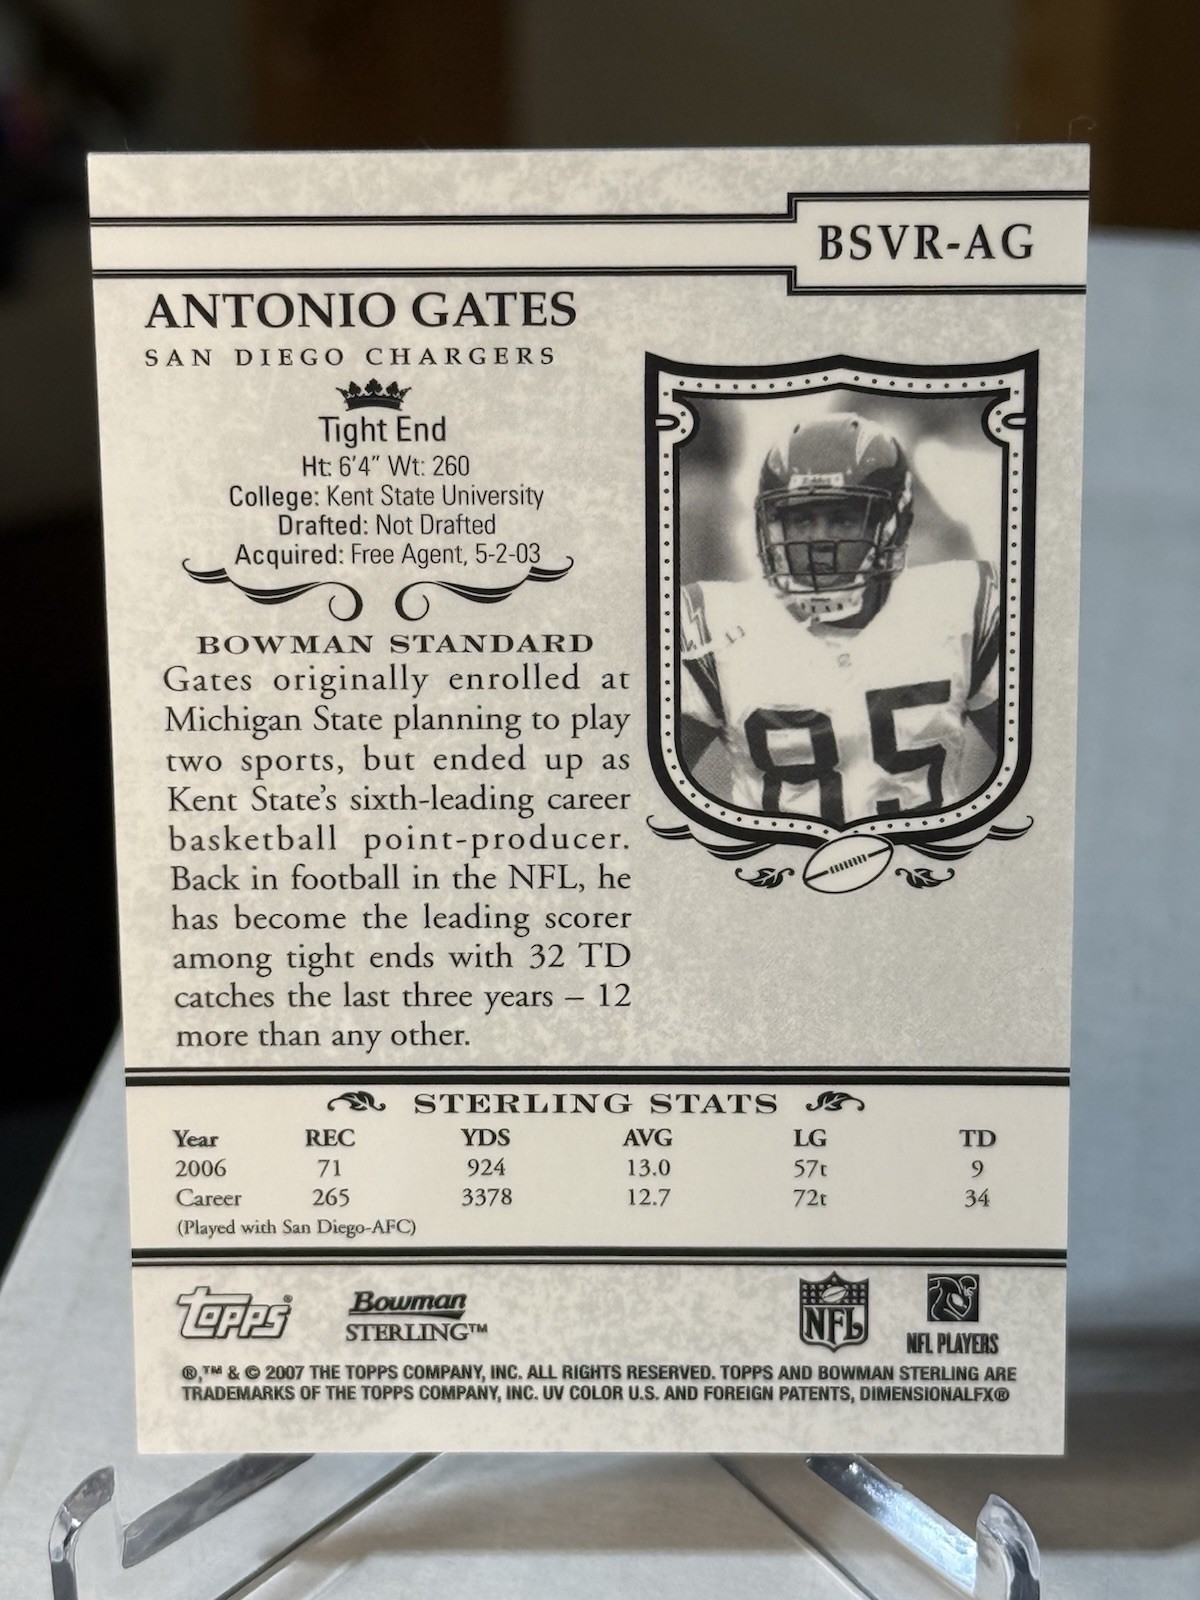 BSVR-AG
ANTONIO GATES
SAN DIEGO CHARGERS
Tight End
Ht: 6'4" Wt: 260
College: Kent State University
Drafted: Not Drafted
Acquired: Free Agent, 5-2-03
BOWMAN STANDARD
Gates originally enrolled at
Michigan State planning to play
two sports, but ended up as
Kent State's sixth-leading career
basketball point-producer.
Back in football in the NFL, he
has become the leading scorer
among tight ends with 32 TD
catches the last three years – 12
more than any other.
85
STERLING STATS
Year REC YDS AVG LG TD
2006 71 924 13.0 57t 9
Career 265 3378 12.7 72t 34
(Played with San Diego-AFC)
Topps® Bowman STERLING™ NFL NFL PLAYERS
®,™ & © 2007 THE TOPPS COMPANY, INC. ALL RIGHTS RESERVED. TOPPS AND BOWMAN STERLING ARE
TRADEMARKS OF THE TOPPS COMPANY, INC. UV COLOR U.S. AND FOREIGN PATENTS, DIMENSIONALFX®